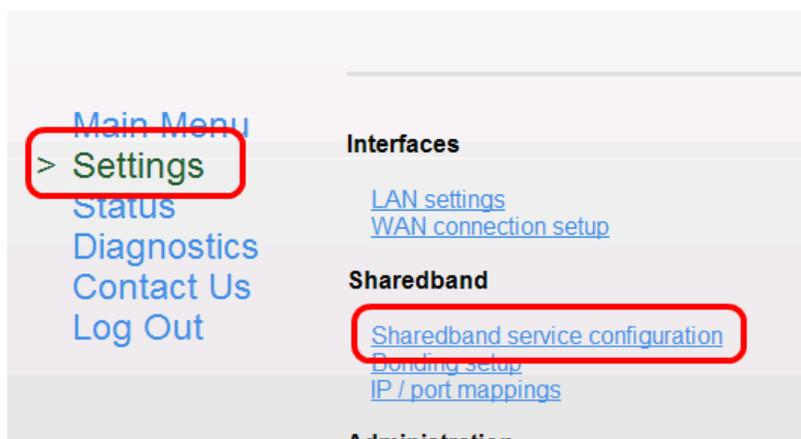 Main Menu
> Settings
Status
Diagnostics
Contact Us
Log Out
Interfaces
LAN settings
WAN connection setup
Sharedband
Sharedband service configuration
Bonding setup
IP / port mappings
Administration